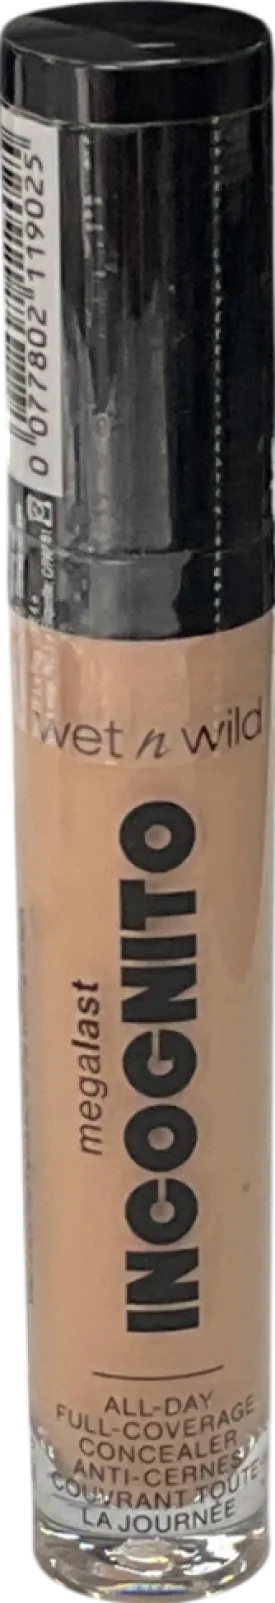 0 077802 119025
wet n wild
megalast
INCOGNITO
ALL-DAY
FULL-COVERAGE
CONCEALER
ANTI-CERNES
COUVRANT TOUTE
LA JOURNÉE